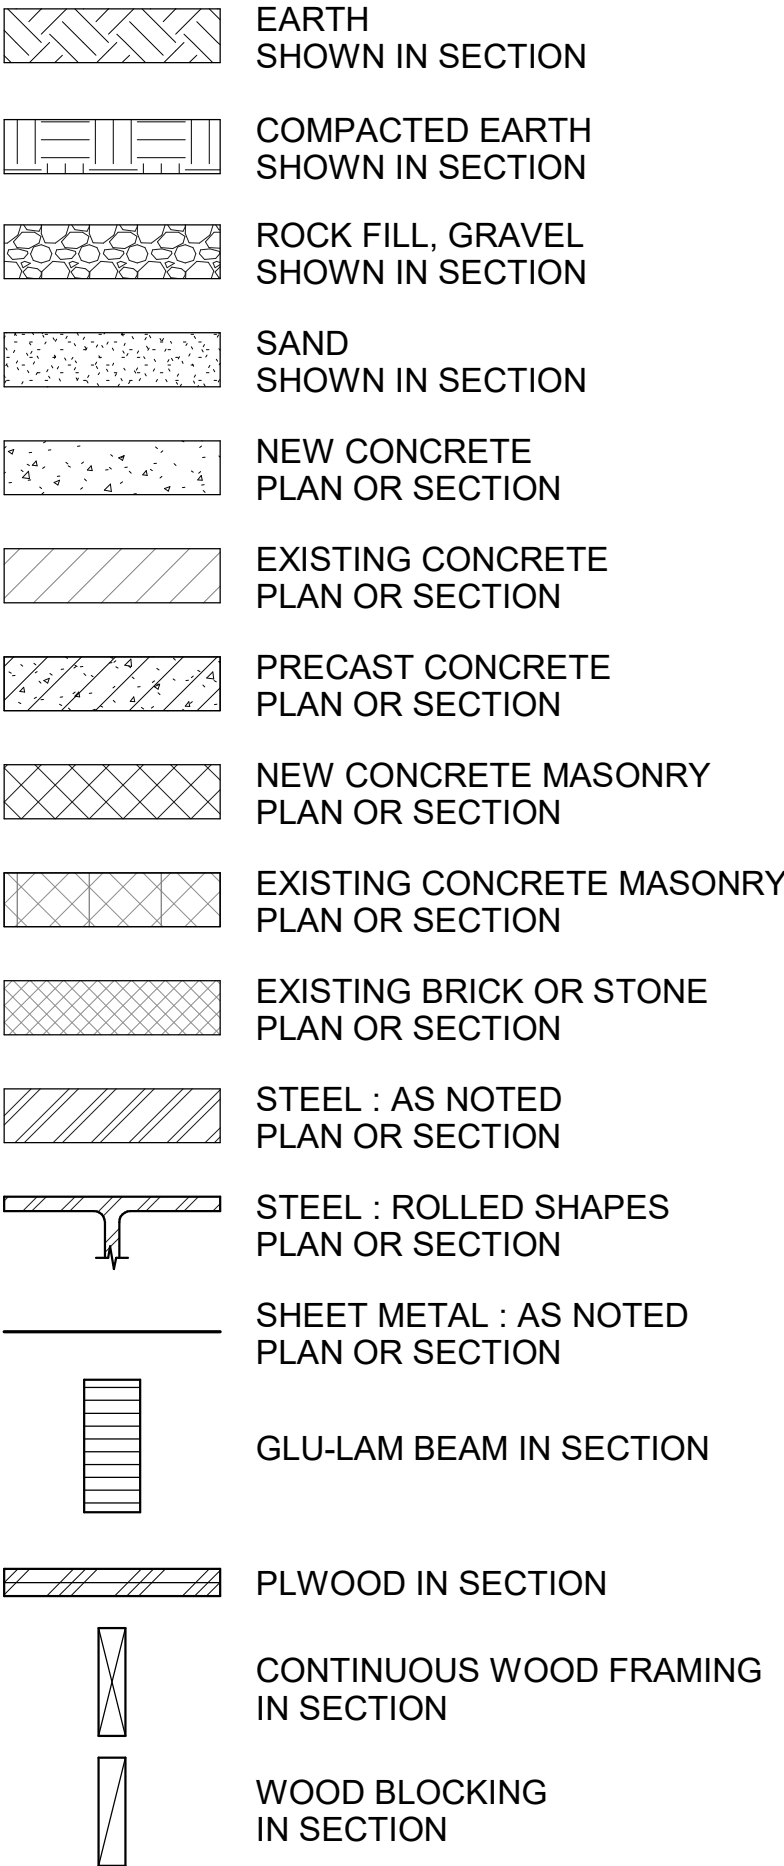 EARTH
SHOWN IN SECTION
COMPACTED EARTH
SHOWN IN SECTION
ROCK FILL, GRAVEL
SHOWN IN SECTION
SAND
SHOWN IN SECTION
NEW CONCRETE
PLAN OR SECTION
EXISTING CONCRETE
PLAN OR SECTION
PRECAST CONCRETE
PLAN OR SECTION
NEW CONCRETE MASONRY
PLAN OR SECTION
EXISTING CONCRETE MASONRY
PLAN OR SECTION
EXISTING BRICK OR STONE
PLAN OR SECTION
STEEL : AS NOTED
PLAN OR SECTION
STEEL : ROLLED SHAPES
PLAN OR SECTION
SHEET METAL : AS NOTED
PLAN OR SECTION
GLU-LAM BEAM IN SECTION
PLWOOD IN SECTION
CONTINUOUS WOOD FRAMING
IN SECTION
WOOD BLOCKING
IN SECTION